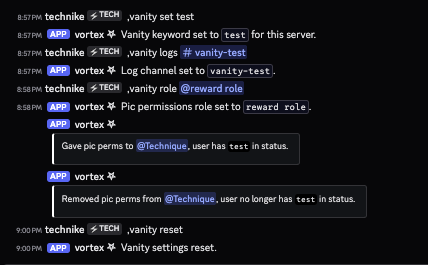 8:57 PM technike ⚡TECH ,vanity set test
8:57 PM APP vortex Vanity keyword set to test for this server.
8:57 PM technike ⚡TECH ,vanity logs # vanity-test
8:57 PM APP vortex Log channel set to vanity-test.
8:58 PM technike ⚡TECH ,vanity role @reward role
8:58 PM APP vortex Pic permissions role set to reward role.
APP vortex
Gave pic perms to @Technique, user has test in status.
APP vortex
Removed pic perms from @Technique, user no longer has test in status.
9:00 PM technike ⚡TECH ,vanity reset
9:00 PM APP vortex Vanity settings reset.